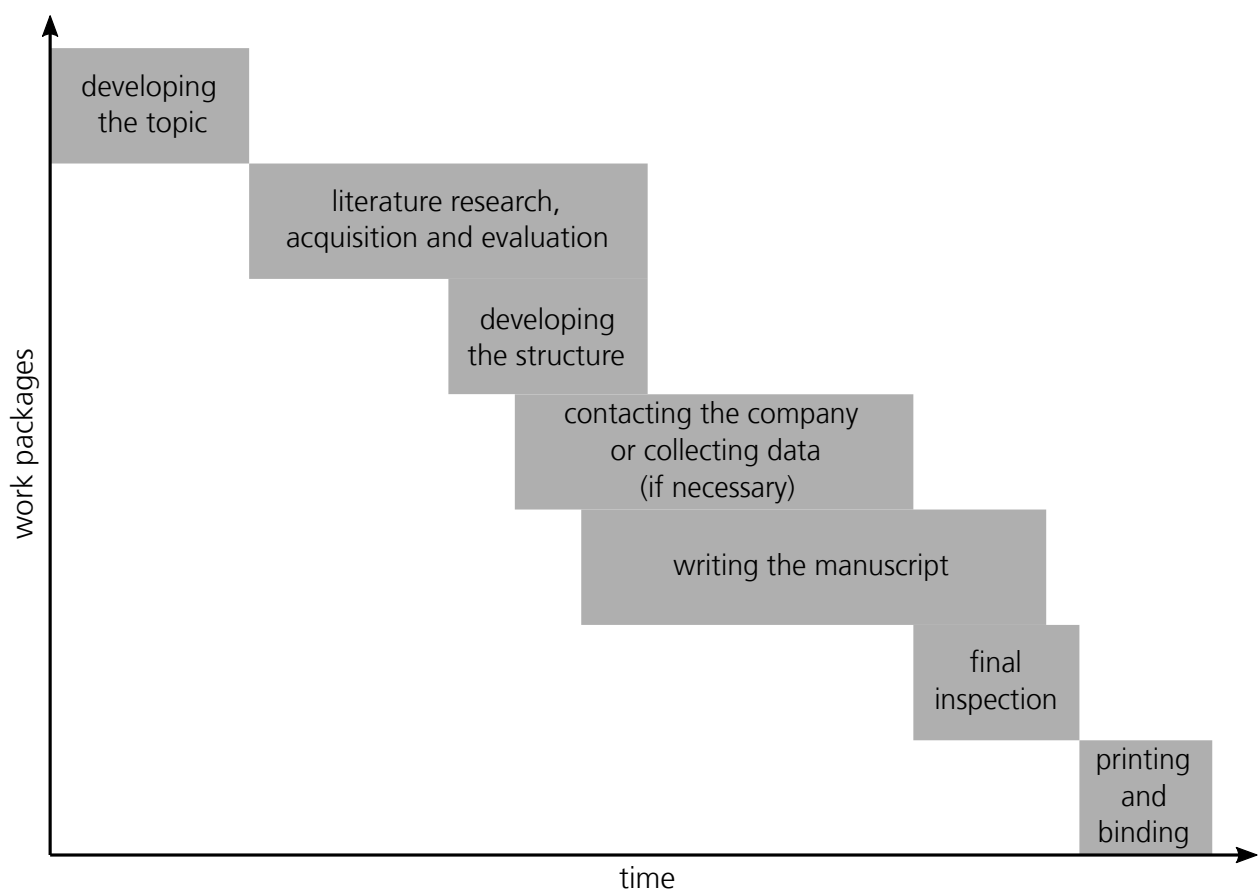 developing
the topic
literature research,
acquisition and evaluation
developing
the structure
contacting the company
or collecting data
(if necessary)
writing the manuscript
final
inspection
printing
and
binding
work packages
time